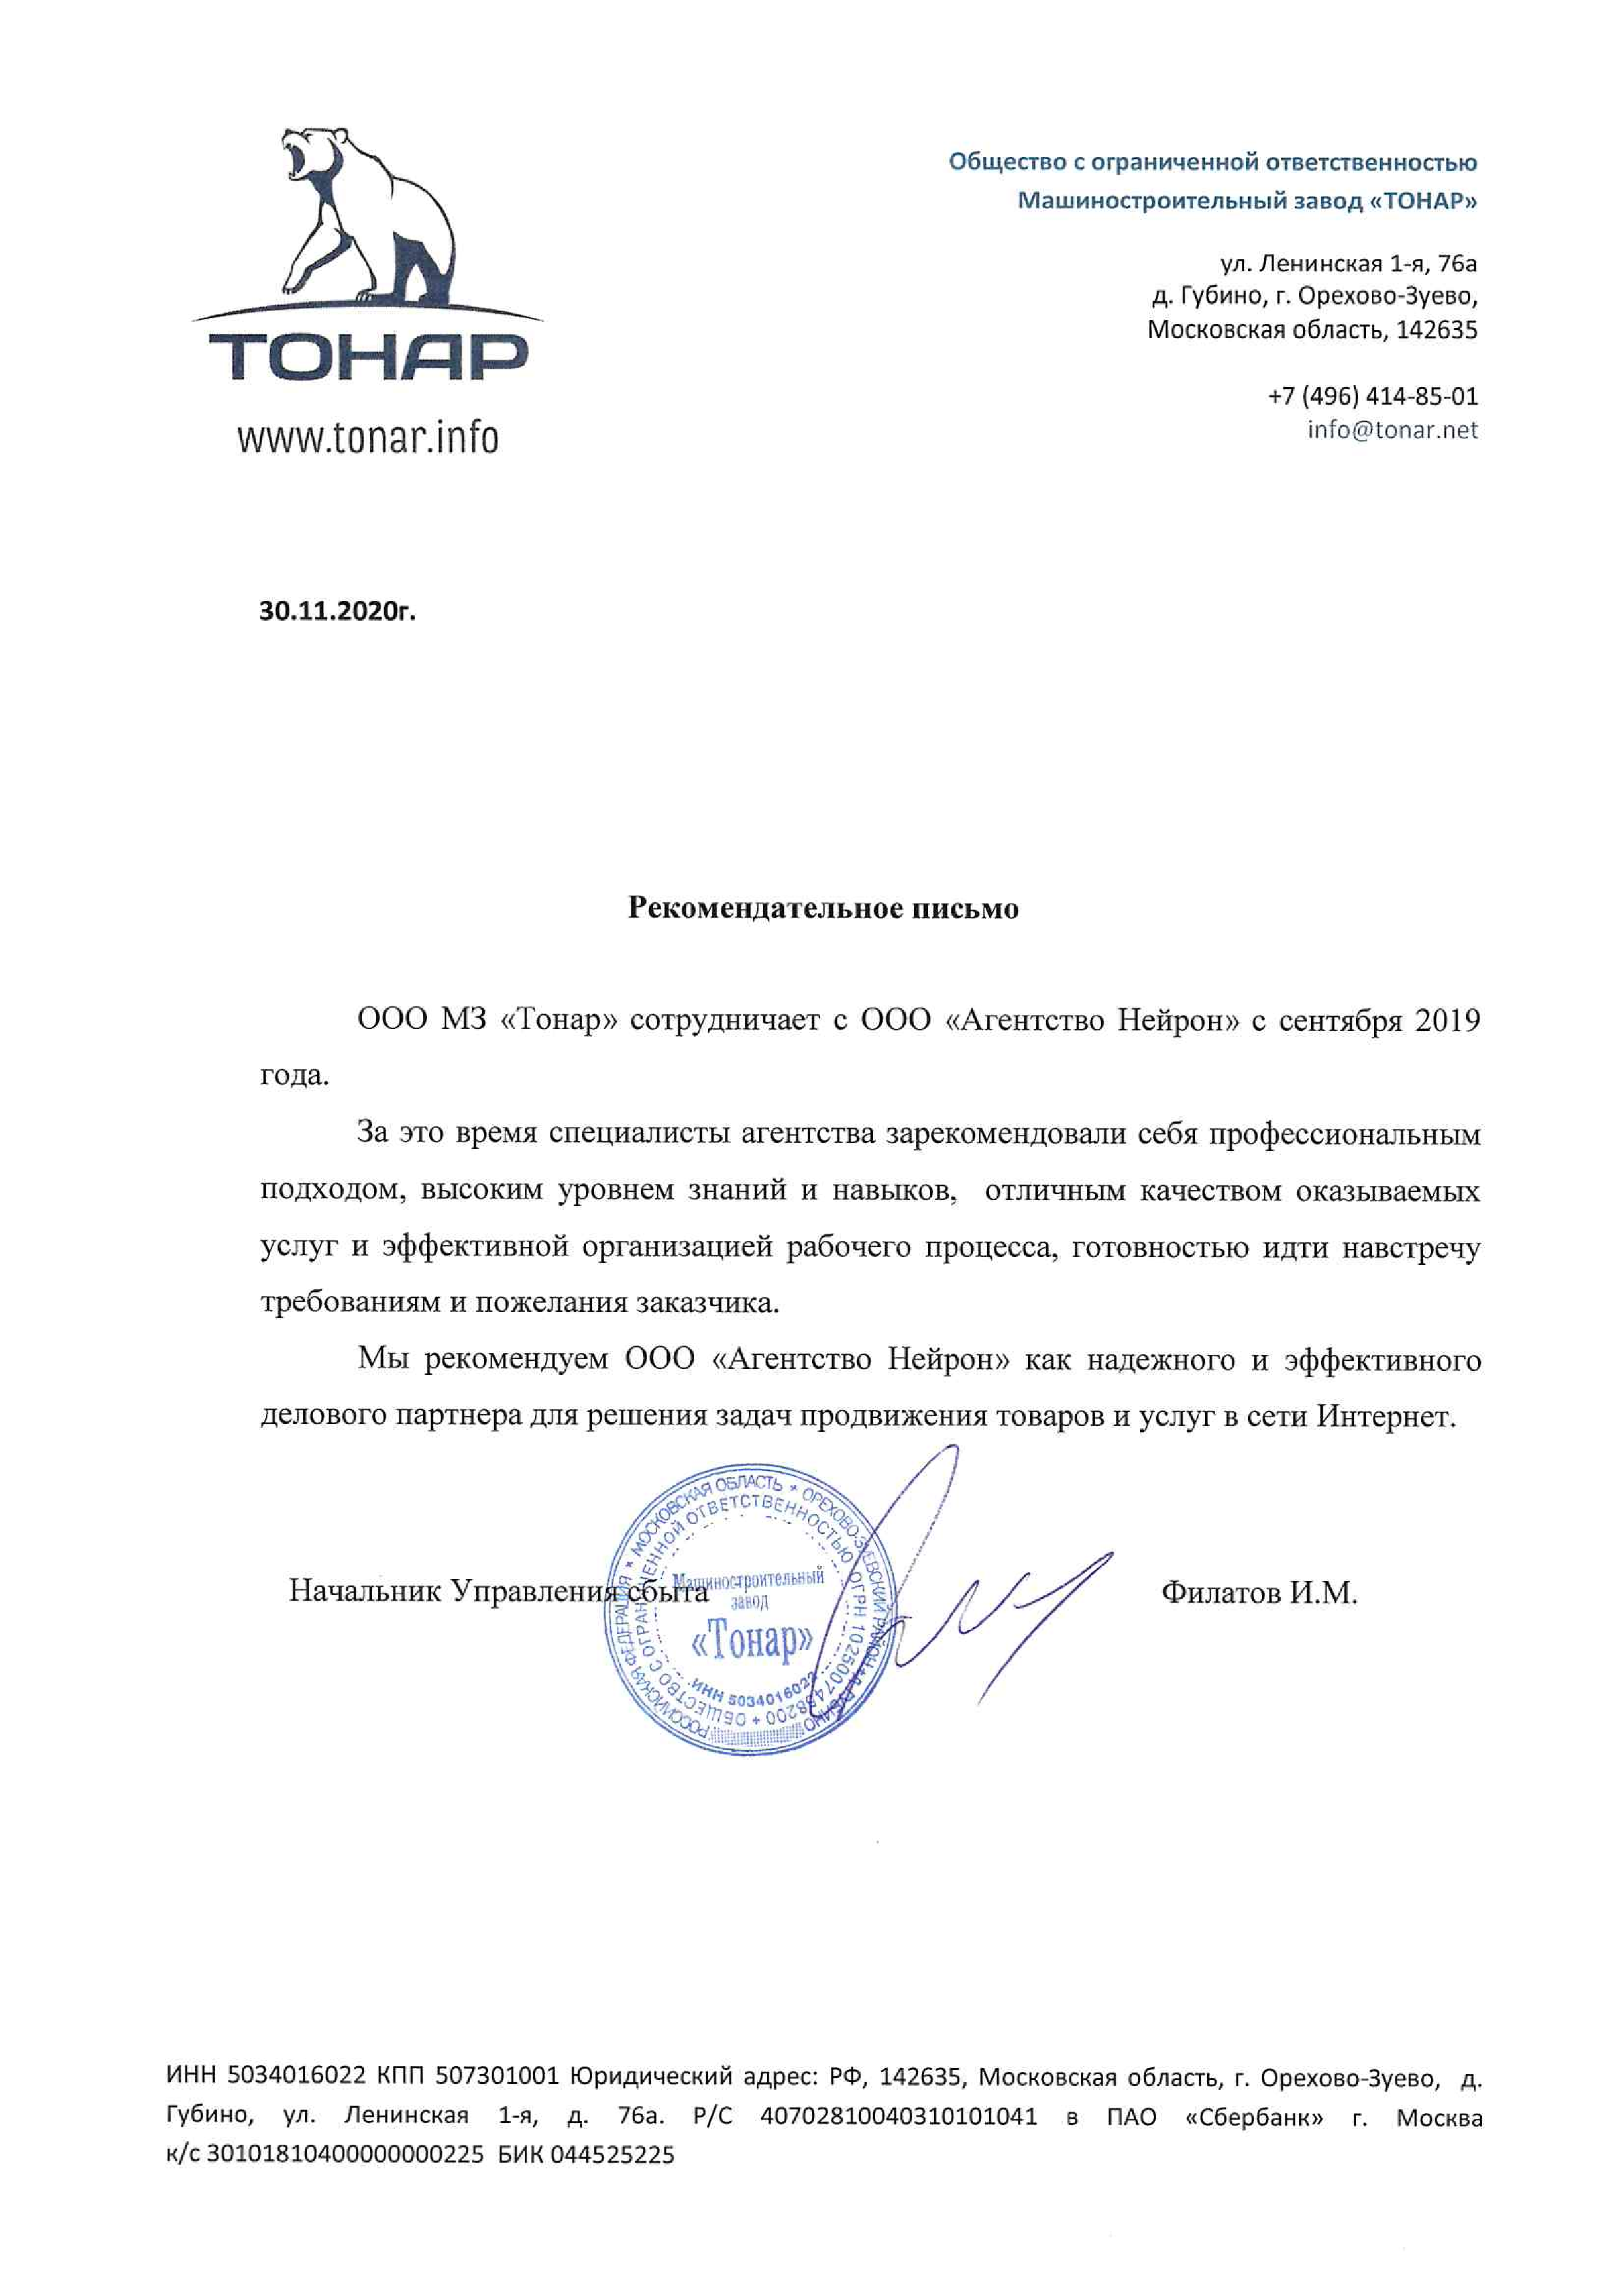 ТОНАР
www.tonar.info
Общество с ограниченной ответственностью
Машиностроительный завод «ТОНАР»
ул. Ленинская 1-я, 76а
д. Губино, г. Орехово-Зуево,
Московская область, 142635
+7 (496) 414-85-01
info@tonar.net
30.11.2020г.
Рекомендательное письмо
ООО МЗ «Тонар» сотрудничает с ООО «Агентство Нейрон» с сентября 2019
года.
За это время специалисты агентства зарекомендовали себя профессиональным
подходом, высоким уровнем знаний и навыков, отличным качеством оказываемых
услуг и эффективной организацией рабочего процесса, готовностью идти навстречу
требованиям и пожелания заказчика.
Мы рекомендуем ООО «Агентство Нейрон» как надежного и эффективного
делового партнера для решения задач продвижения товаров и услуг в сети Интернет.
Начальник Управления сбыта
Филатов И.М.
РОССИЙСКАЯ ФЕДЕРАЦИЯ * МОСКОВСКАЯ ОБЛАСТЬ * ОРЕХОВО-ЗУЕВСКИЙ РАЙОН * д. ГУБИНО
ОБЩЕСТВО С ОГРАНИЧЕННОЙ ОТВЕТСТВЕННОСТЬЮ ОГРН
Машиностроительный
завод
«Тонар»
ИНН 5034016022
ИНН 5034016022 КПП 507301001 Юридический адрес: РФ, 142635, Московская область, г. Орехово-Зуево, д.
Губино, ул. Ленинская 1-я, д. 76а. Р/С 40702810040310101041 в ПАО «Сбербанк» г. Москва
к/с 30101810400000000225 БИК 044525225